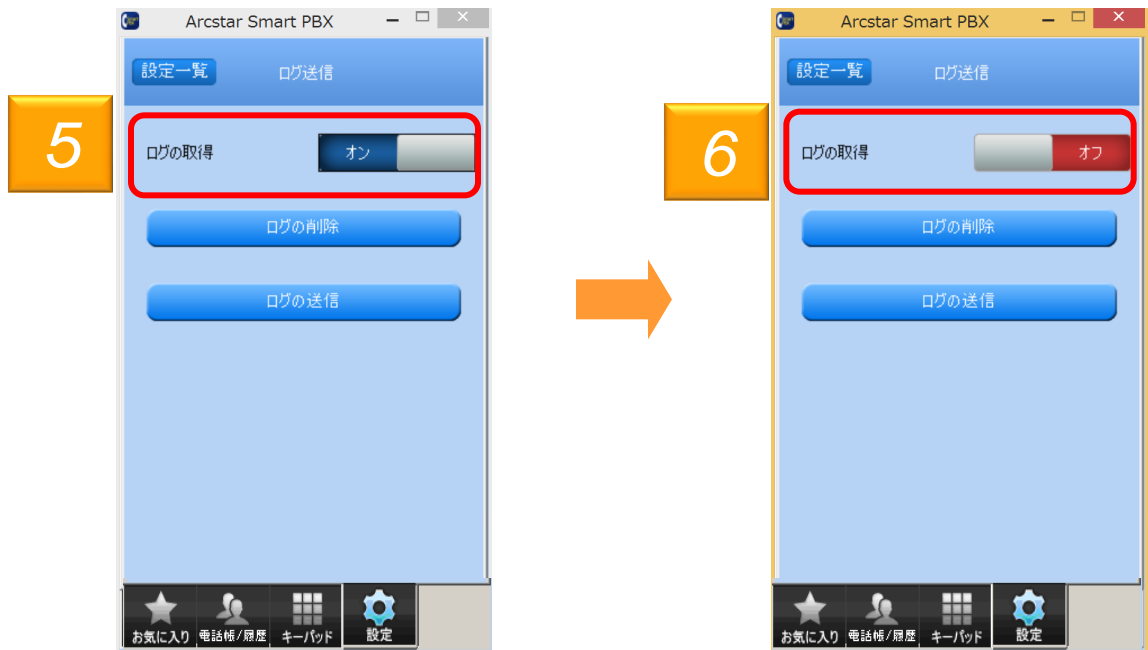 Arcstar Smart PBX
設定一覧 ログ送信
5
ログの取得 オン
ログの削除
ログの送信
お気に入り 電話帳/履歴 キーパッド 設定
Arcstar Smart PBX
設定一覧 ログ送信
6
ログの取得 オフ
ログの削除
ログの送信
お気に入り 電話帳/履歴 キーパッド 設定